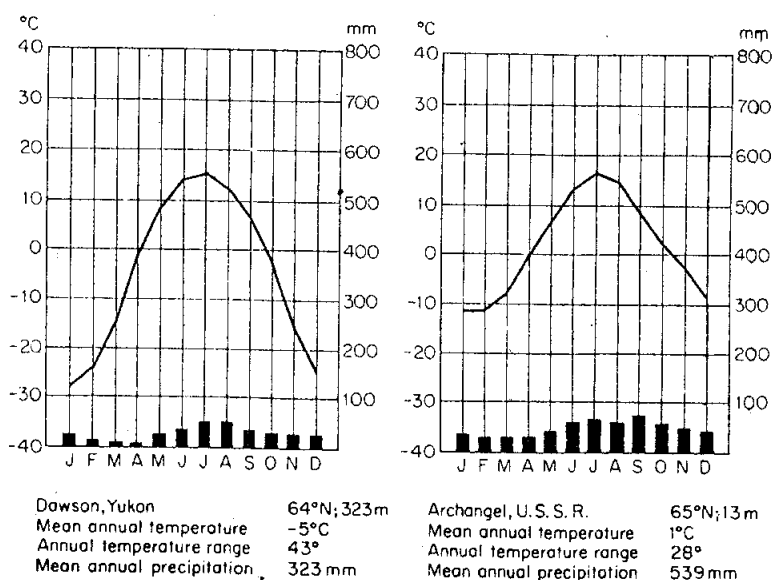 °C mm
40 800
30 700
20 600
10 500
0 400
-10 300
-20 200
-30 100
-40
J F M A M J J A S O N D
Dawson, Yukon 64°N; 323m
Mean annual temperature -5°C
Annual temperature range 43°
Mean annual precipitation 323 mm
°C mm
40 800
30 700
20 600
10 500
0 400
-10 300
-20 200
-30 100
-40
J F M A M J J A S O N D
Archangel, U.S.S.R. 65°N; 13m
Mean annual temperature 1°C
Annual temperature range 28°
Mean annual precipitation 539 mm